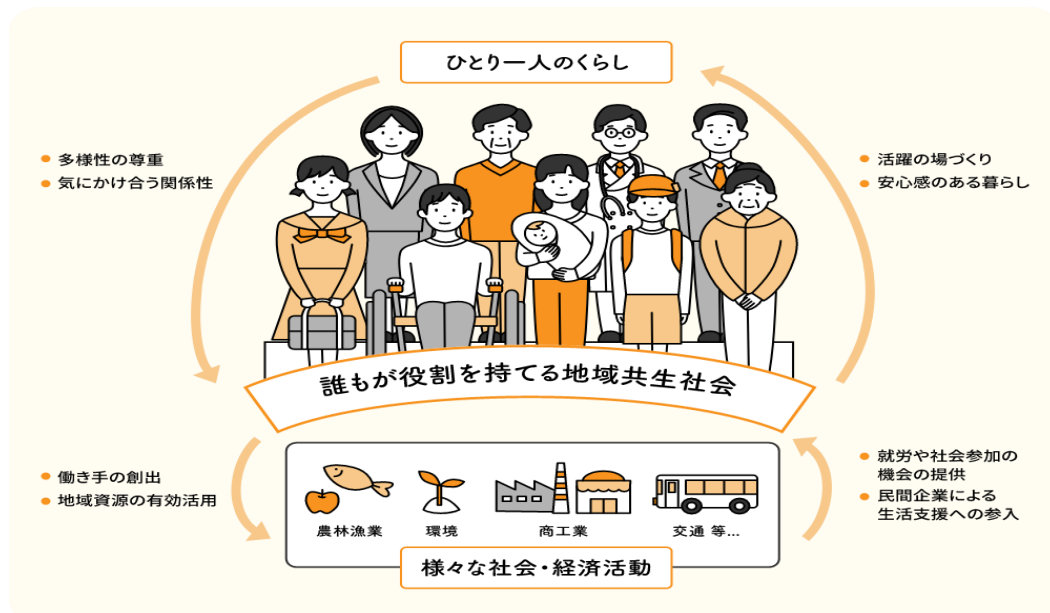 ひとり一人のくらし
● 多様性の尊重
● 気にかけ合う関係性
● 活躍の場づくり
● 安心感のある暮らし
誰もが役割を持てる地域共生社会
● 働き手の創出
● 地域資源の有効活用
● 就労や社会参加の
機会の提供
● 民間企業による
生活支援への参入
農林漁業 環境 商工業 交通 等...
様々な社会・経済活動